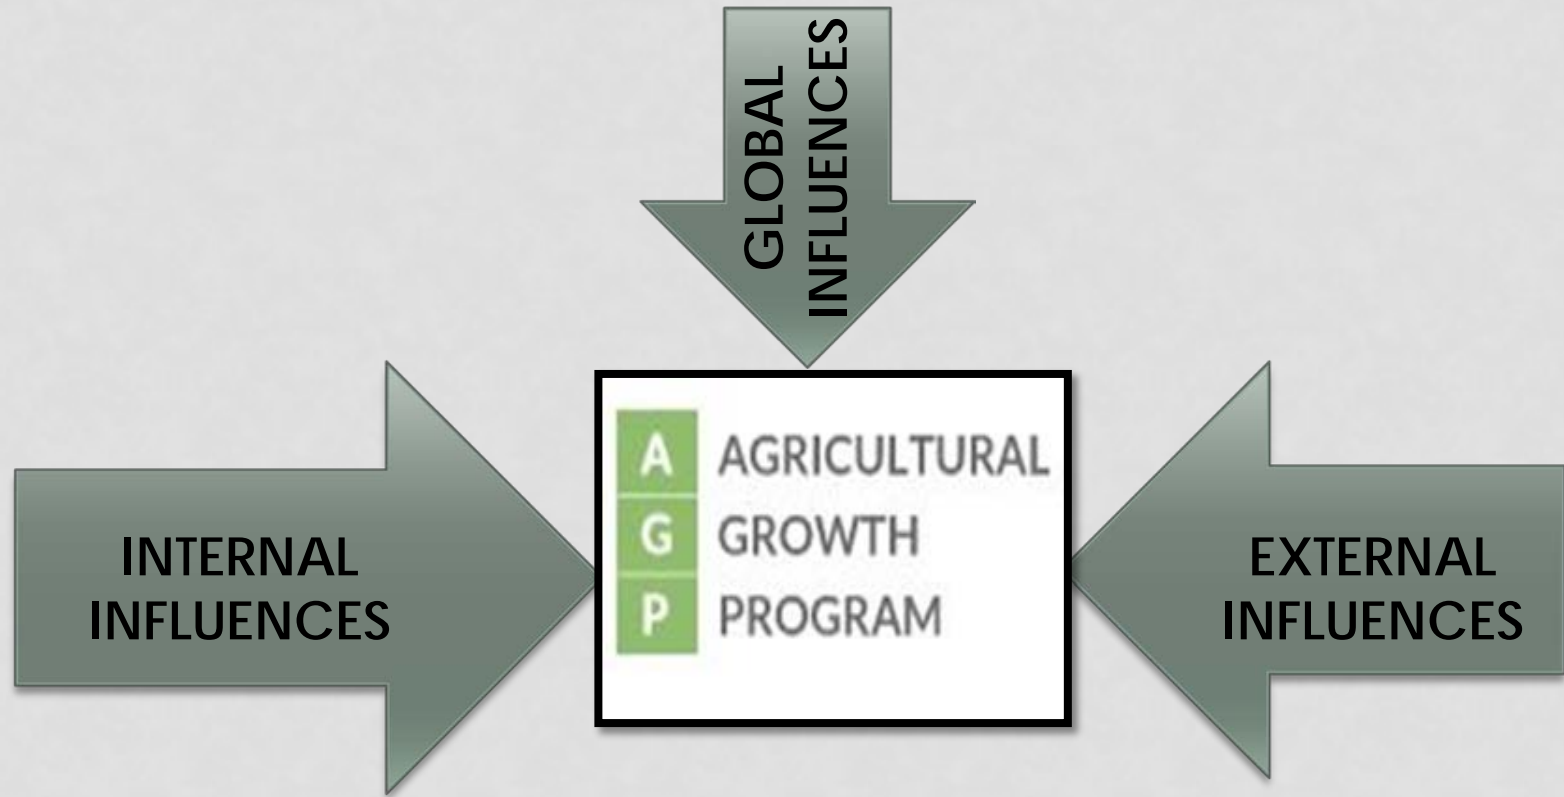 GLOBAL
INFLUENCES
INTERNAL
INFLUENCES
A AGRICULTURAL
G GROWTH
P PROGRAM
EXTERNAL
INFLUENCES